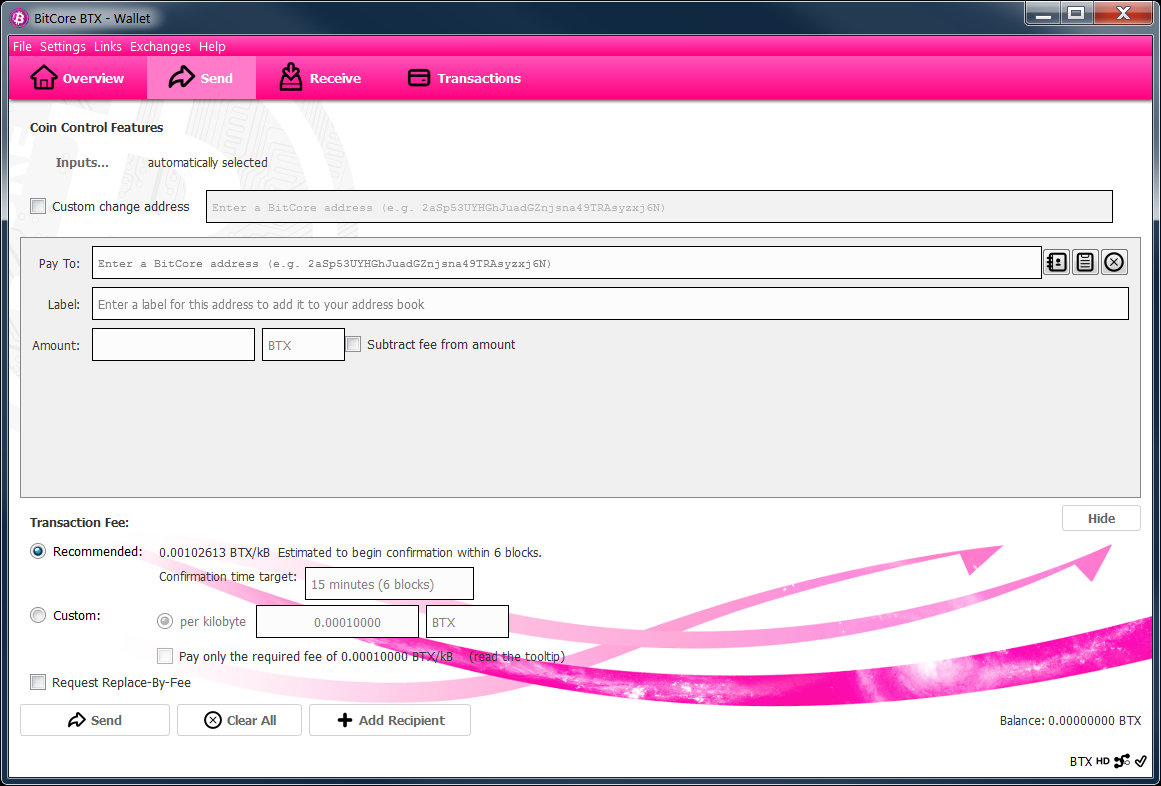 BitCore BTX - Wallet
File Settings Links Exchanges Help
Overview Send Receive Transactions
Coin Control Features
Inputs... automatically selected
Custom change address Enter a BitCore address (e.g. 2aSp53UYHGhJuadGZnjsna49TRAsyzxj6N)
Pay To: Enter a BitCore address (e.g. 2aSp53UYHGhJuadGZnjsna49TRAsyzxj6N)
Label: Enter a label for this address to add it to your address book
Amount: BTX Subtract fee from amount
Transaction Fee: Hide
Recommended: 0.00102613 BTX/kB Estimated to begin confirmation within 6 blocks.
Confirmation time target: 15 minutes (6 blocks)
Custom: per kilobyte 0.00010000 BTX
Pay only the required fee of 0.00010000 BTX/kB (read the tooltip)
Request Replace-By-Fee
Send Clear All Add Recipient Balance: 0.00000000 BTX
BTX HD